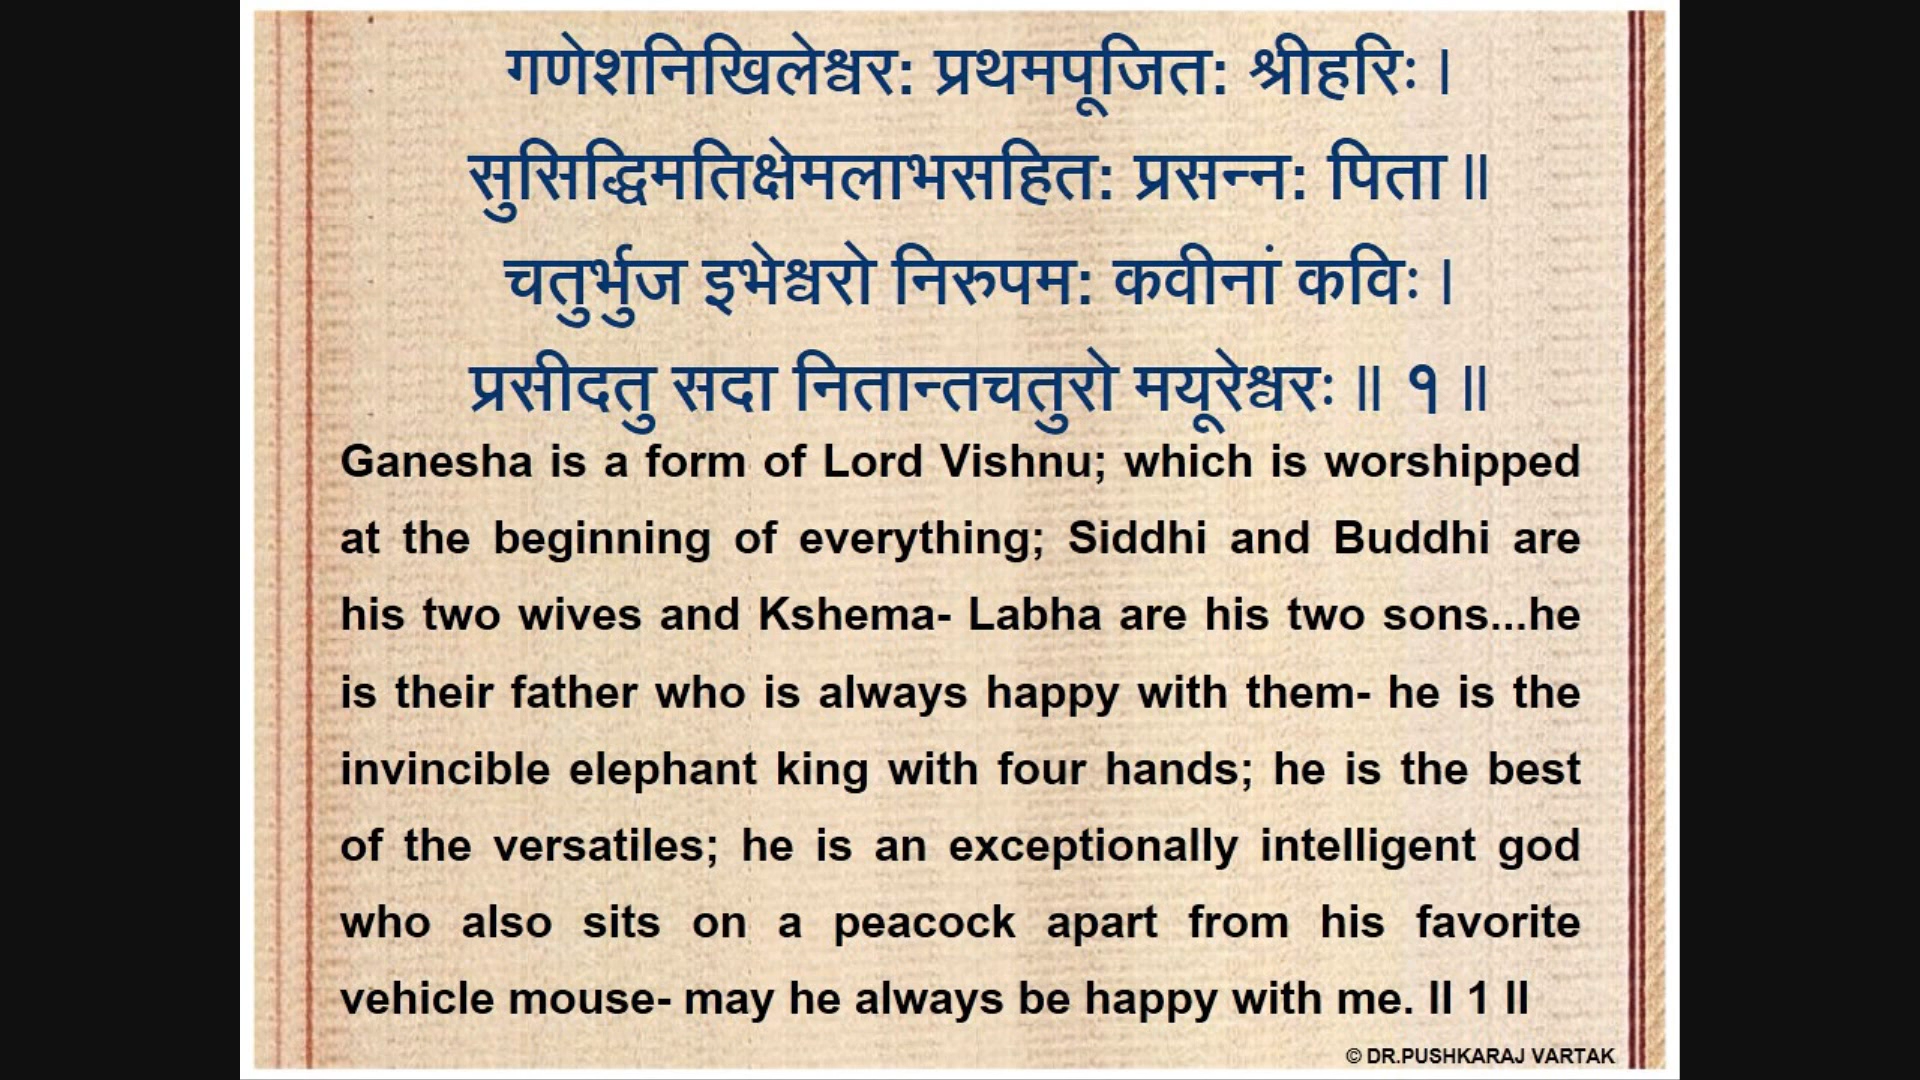 गणेशनिखिलेश्वर: प्रथमपूजित: श्रीहरिः ।
सुसिद्धिमतिक्षेमलाभसहित: प्रसन्न: पिता ॥
चतुर्भुज इभेश्वरो निरुपम: कवीनां कविः ।
प्रसीदतु सदा नितान्तचतुरो मयूरेश्वरः ॥ १ ॥
Ganesha is a form of Lord Vishnu; which is worshipped
at the beginning of everything; Siddhi and Buddhi are
his two wives and Kshema- Labha are his two sons...he
is their father who is always happy with them- he is the
invincible elephant king with four hands; he is the best
of the versatiles; he is an exceptionally intelligent god
who also sits on a peacock apart from his favorite
vehicle mouse- may he always be happy with me. II 1 II
© DR.PUSHKARAJ VARTAK